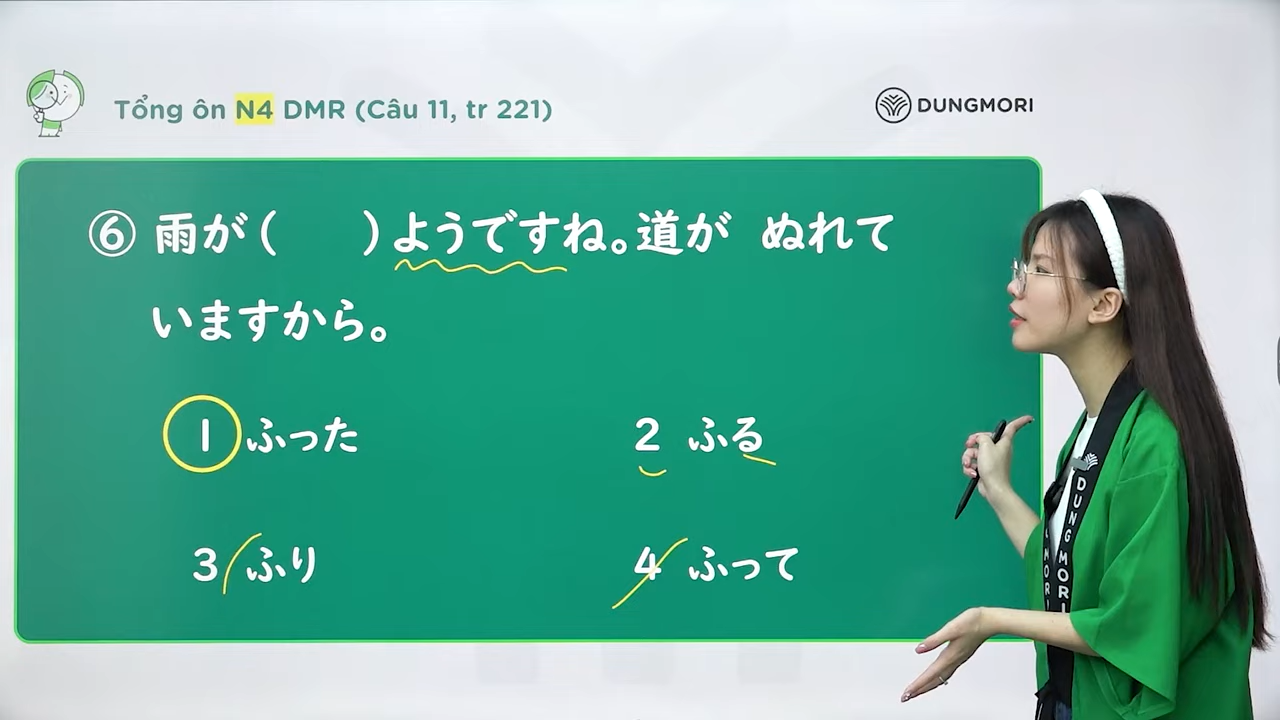 Tổng ôn N4 DMR (Câu 11, tr 221)
DUNGMORI
⑥ 雨が(　　)ようですね。道が　ぬれて
いますから。
1 ふった
2 ふる
3 ふり
4 ふって
DUNGMORI